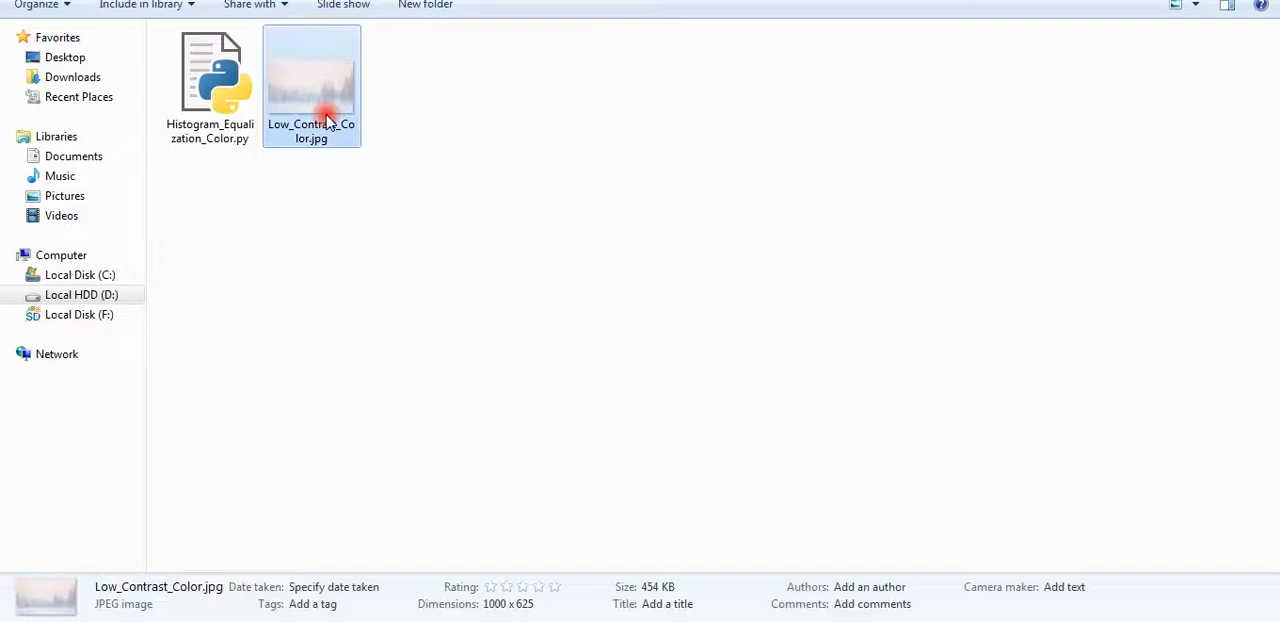 Organize Include in library Share with Slide show New folder
Favorites
Desktop
Downloads
Recent Places
Libraries
Documents
Music
Pictures
Videos
Computer
Local Disk (C:)
Local HDD (D:)
Local Disk (F:)
Network
Histogram_Equali
zation_Color.py
Low_Contrast_Co
lor.jpg
Low_Contrast_Color.jpg Date taken: Specify date taken Rating: Size: 454 KB Authors: Add an author Camera maker: Add text
JPEG image Tags: Add a tag Dimensions: 1000 x 625 Title: Add a title Comments: Add comments